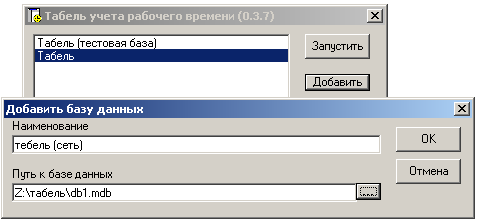 Табель учета рабочего времени (0.3.7)
Табель (тестовая база)
Табель
Запустить
Добавить
Добавить базу данных
Наименование
тебель (сеть)
OK
Путь к базе данных
Отмена
Z:\табель\db1.mdb
...